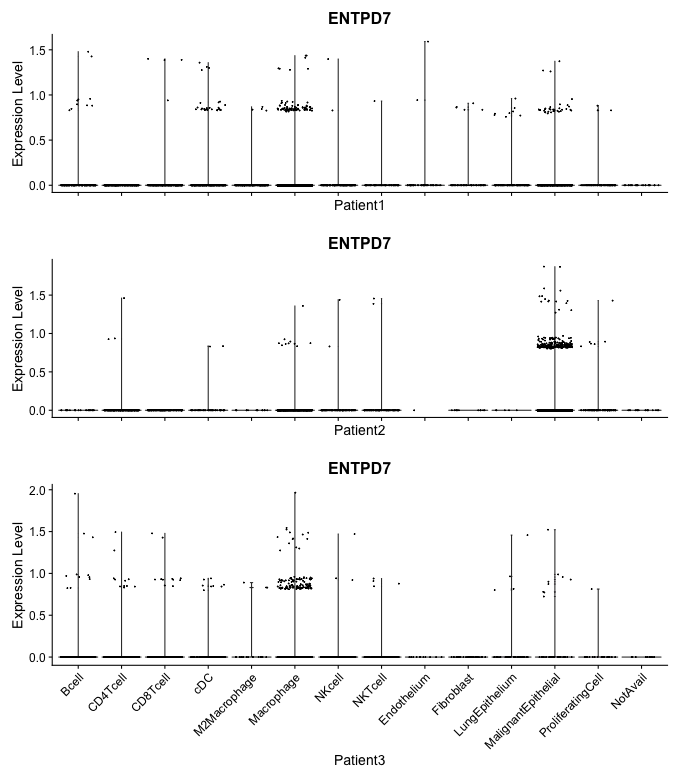 ENTPD7
Expression Level
1.5
1.0
0.5
0.0
Patient1
ENTPD7
Expression Level
1.5
1.0
0.5
0.0
Patient2
ENTPD7
Expression Level
2.0
1.5
1.0
0.5
0.0
Bcell
CD4Tcell
CD8Tcell
cDC
M2Macrophage
Macrophage
NKcell
NKTcell
Endothelium
Fibroblast
LungEpithelium
MalignantEpithelial
ProliferatingCell
NotAvail
Patient3